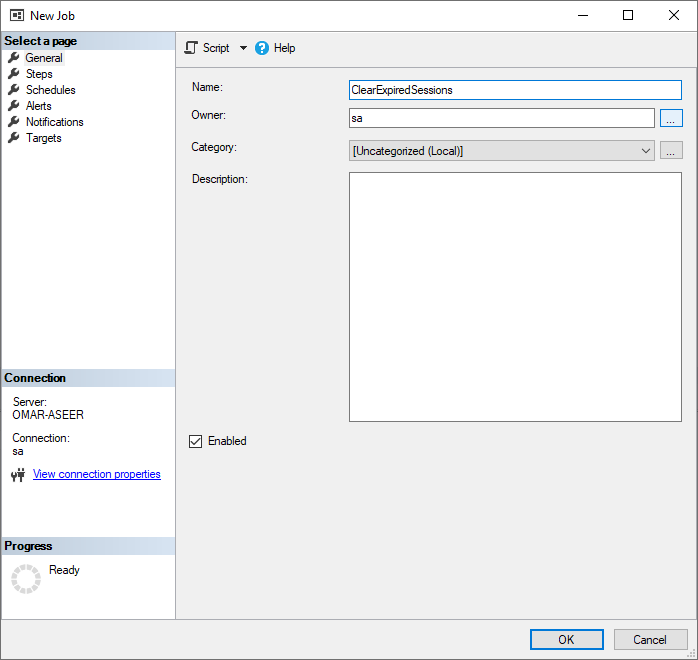 New Job
Select a page
General
Steps
Schedules
Alerts
Notifications
Targets
Connection
Server:
OMAR-ASEER
Connection:
sa
View connection properties
Progress
Ready
Script
Help
Name:
ClearExpiredSessions
Owner:
sa
...
Category:
[Uncategorized (Local)]
...
Description:
Enabled
OK
Cancel